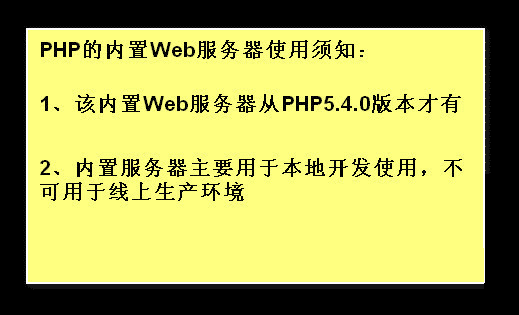 PHP的内置Web服务器使用须知：
1、该内置Web服务器从PHP5.4.0版本才有
2、内置服务器主要用于本地开发使用，不
可用于线上生产环境